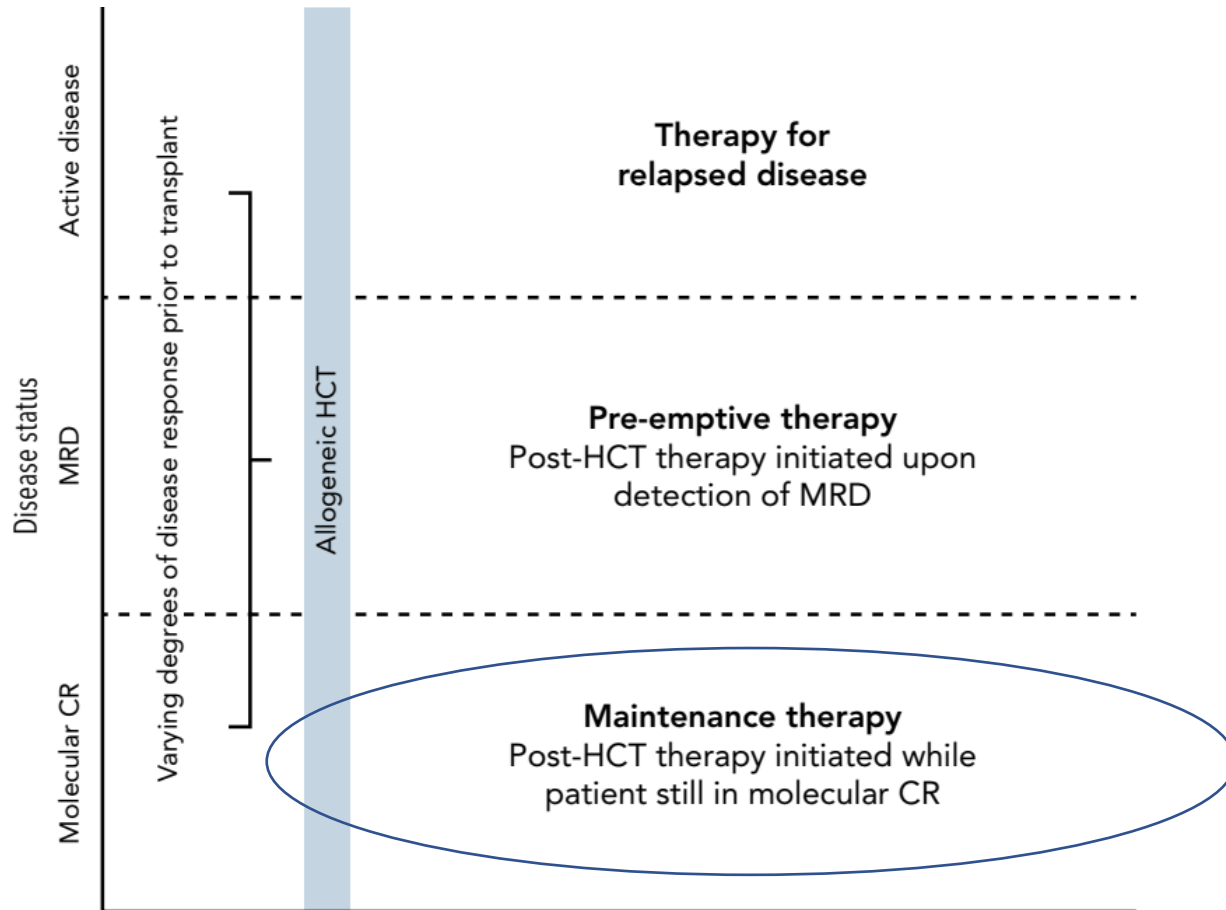 Disease status
Active disease
MRD
Molecular CR
Varying degrees of disease response prior to transplant
Allogeneic HCT
Therapy for
relapsed disease
Pre-emptive therapy
Post-HCT therapy initiated upon
detection of MRD
Maintenance therapy
Post-HCT therapy initiated while
patient still in molecular CR